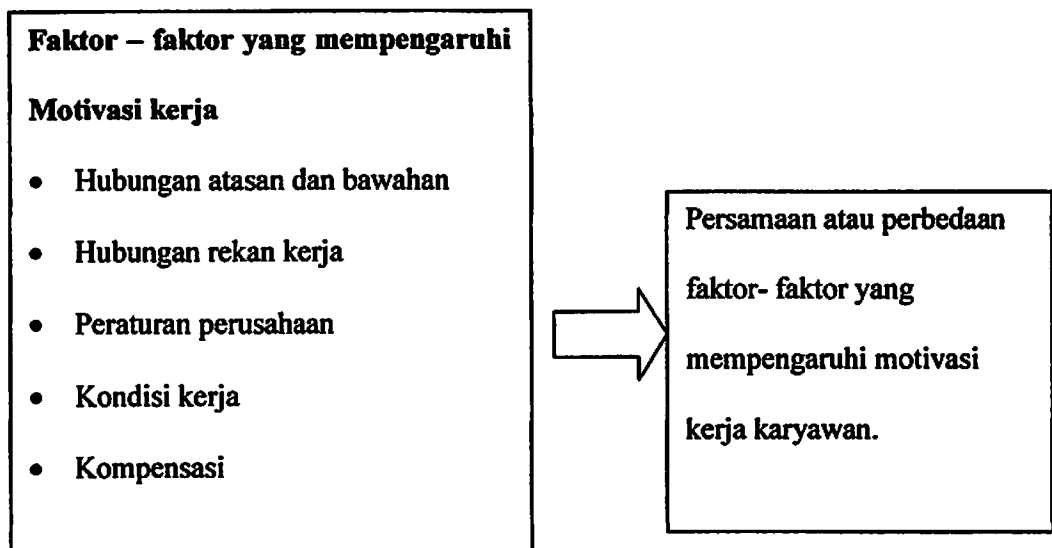 Faktor – faktor yang mempengaruhi
Motivasi kerja
• Hubungan atasan dan bawahan
• Hubungan rekan kerja
• Peraturan perusahaan
• Kondisi kerja
• Kompensasi
Persamaan atau perbedaan
faktor- faktor yang
mempengaruhi motivasi
kerja karyawan.